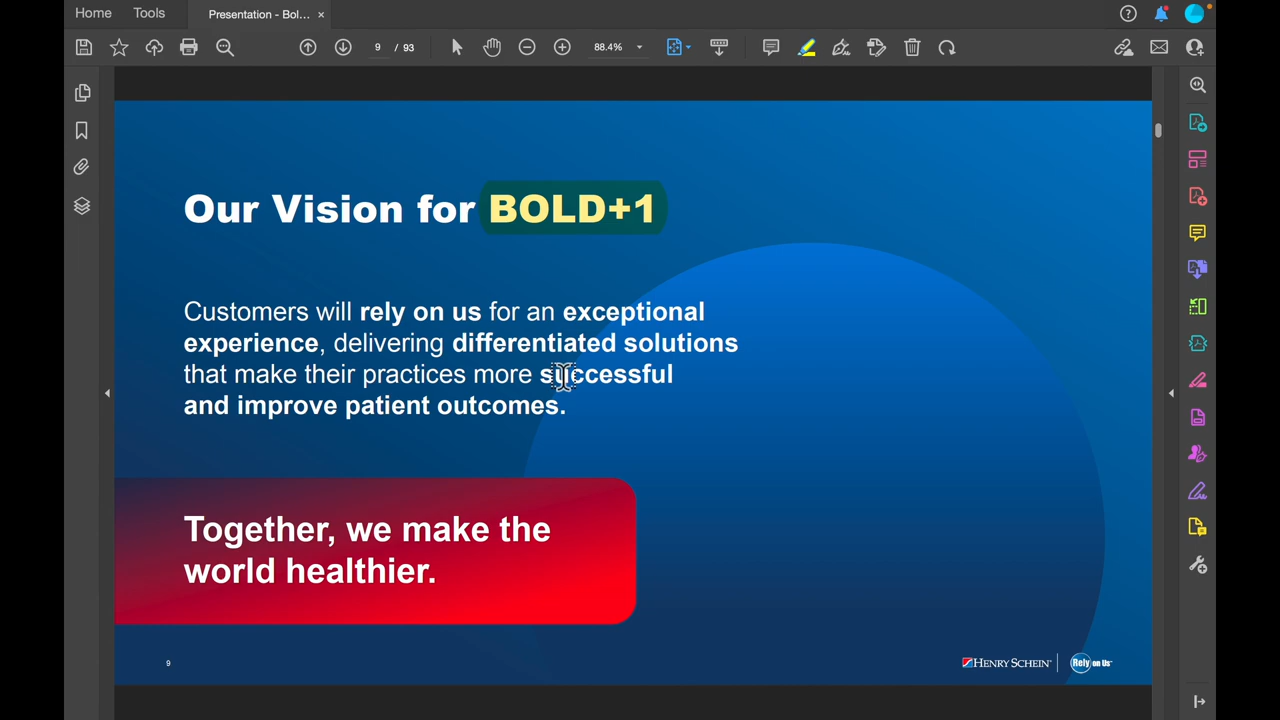 Home Tools Presentation - Bol... ×
9 / 93 88.4%
Our Vision for BOLD+1
Customers will rely on us for an exceptional
experience, delivering differentiated solutions
that make their practices more successful
and improve patient outcomes.
Together, we make the
world healthier.
9
HENRY SCHEIN® Rely on Us™